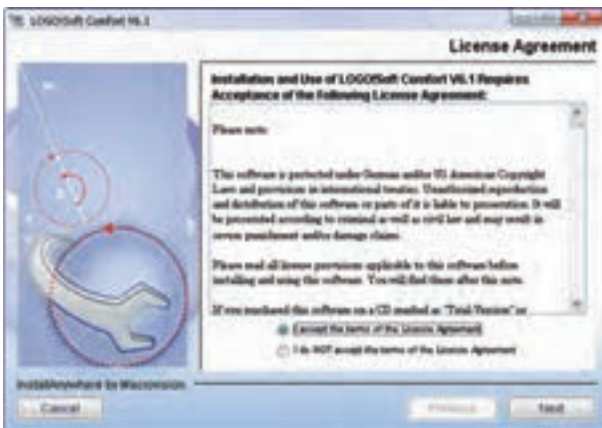 LOGO!Soft Comfort V6.1
License Agreement
Installation and Use of LOGO!Soft Comfort V6.1 Requires
Acceptance of the Following License Agreement:
Please note:
This software is protected under German and/or US American Copyright
Laws and provisions in international treaties. Unauthorized reproduction
and distribution of this software or parts of it is liable to prosecution. It will
be prosecuted according to criminal as well as civil law and may result in
severe punishment and/or damage claims.
Please read all license provisions applicable to this software before
installing and using this software. You will find them after this note.
If you purchased this software on a CD marked as "Trial-Version" or
I accept the terms of the License Agreement
I do NOT accept the terms of the License Agreement
InstallAnywhere by Macrovision
Cancel
Previous
Next